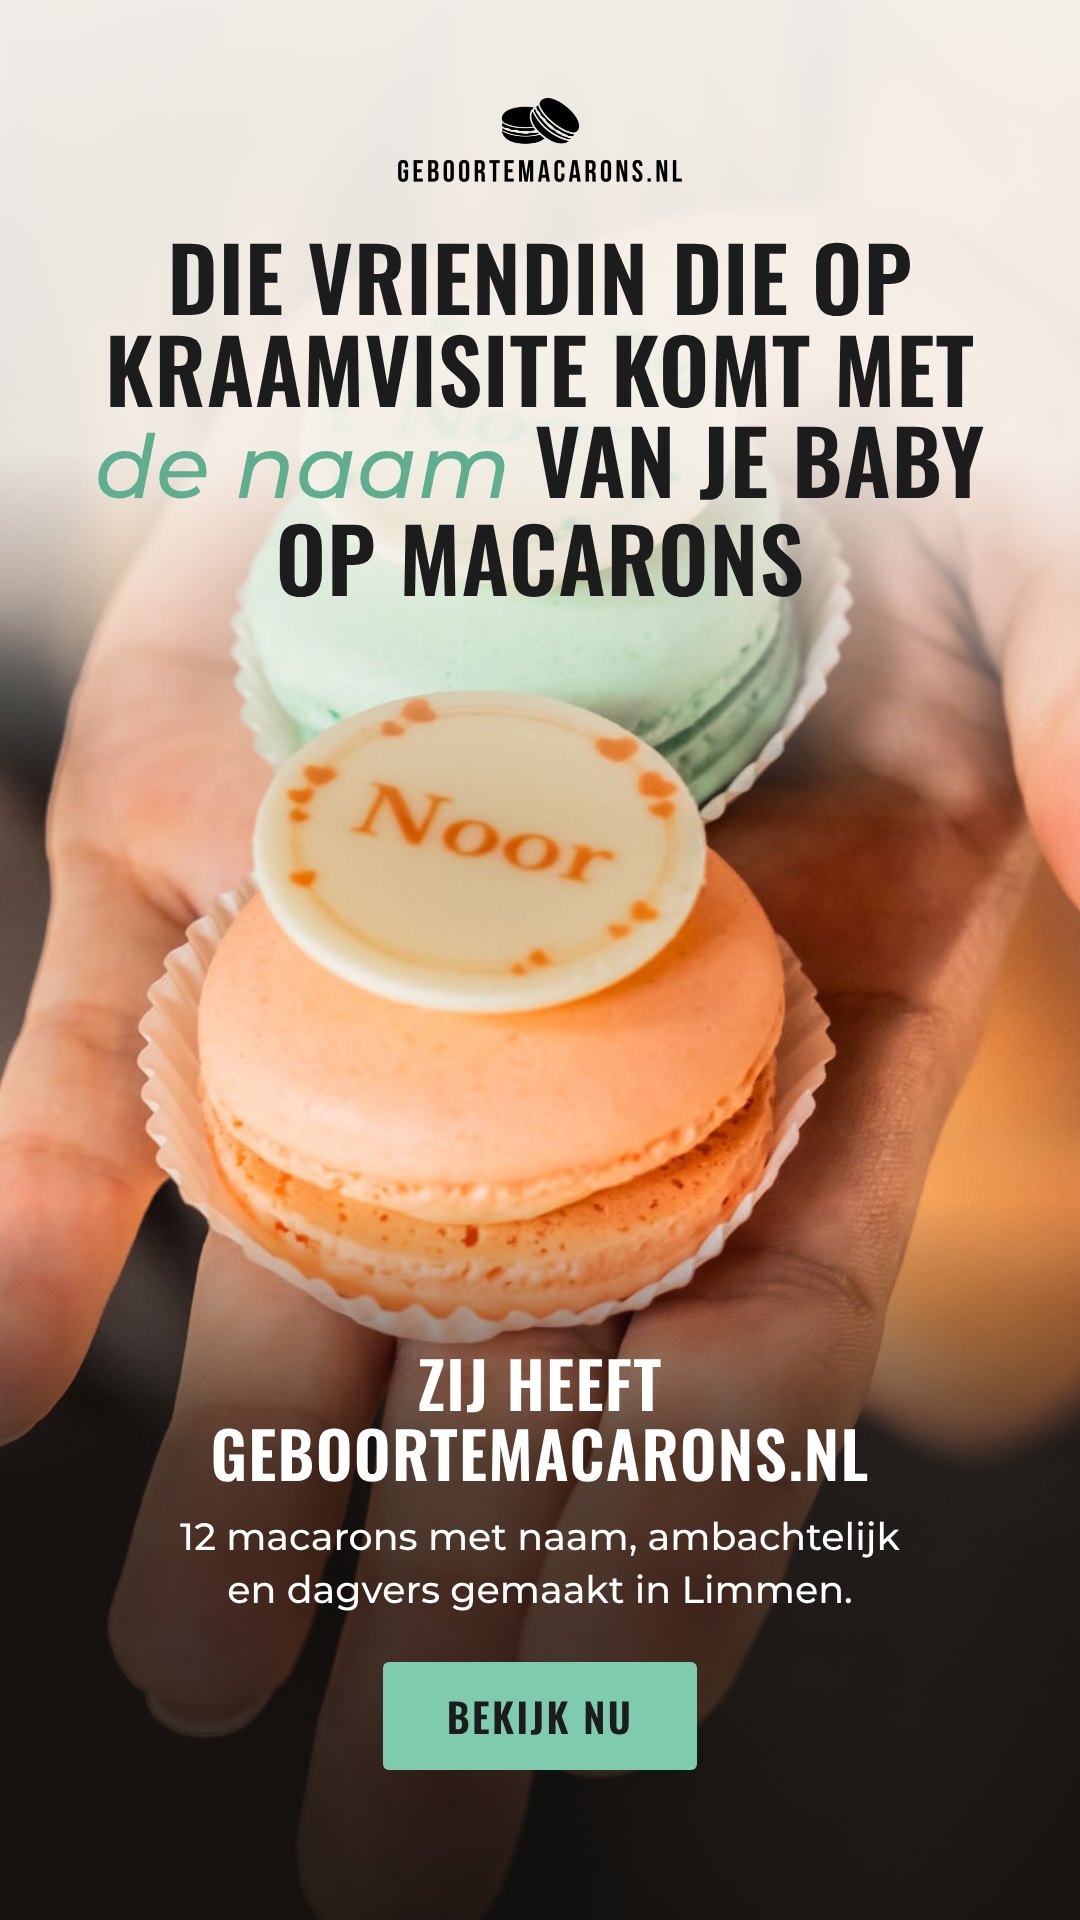 GEBOORTEMACARONS.NL
DIE VRIENDIN DIE OP
KRAAMVISITE KOMT MET
de naam VAN JE BABY
OP MACARONS
Noor
ZIJ HEEFT
GEBOORTEMACARONS.NL
12 macarons met naam, ambachtelijk
en dagvers gemaakt in Limmen.
BEKIJK NU